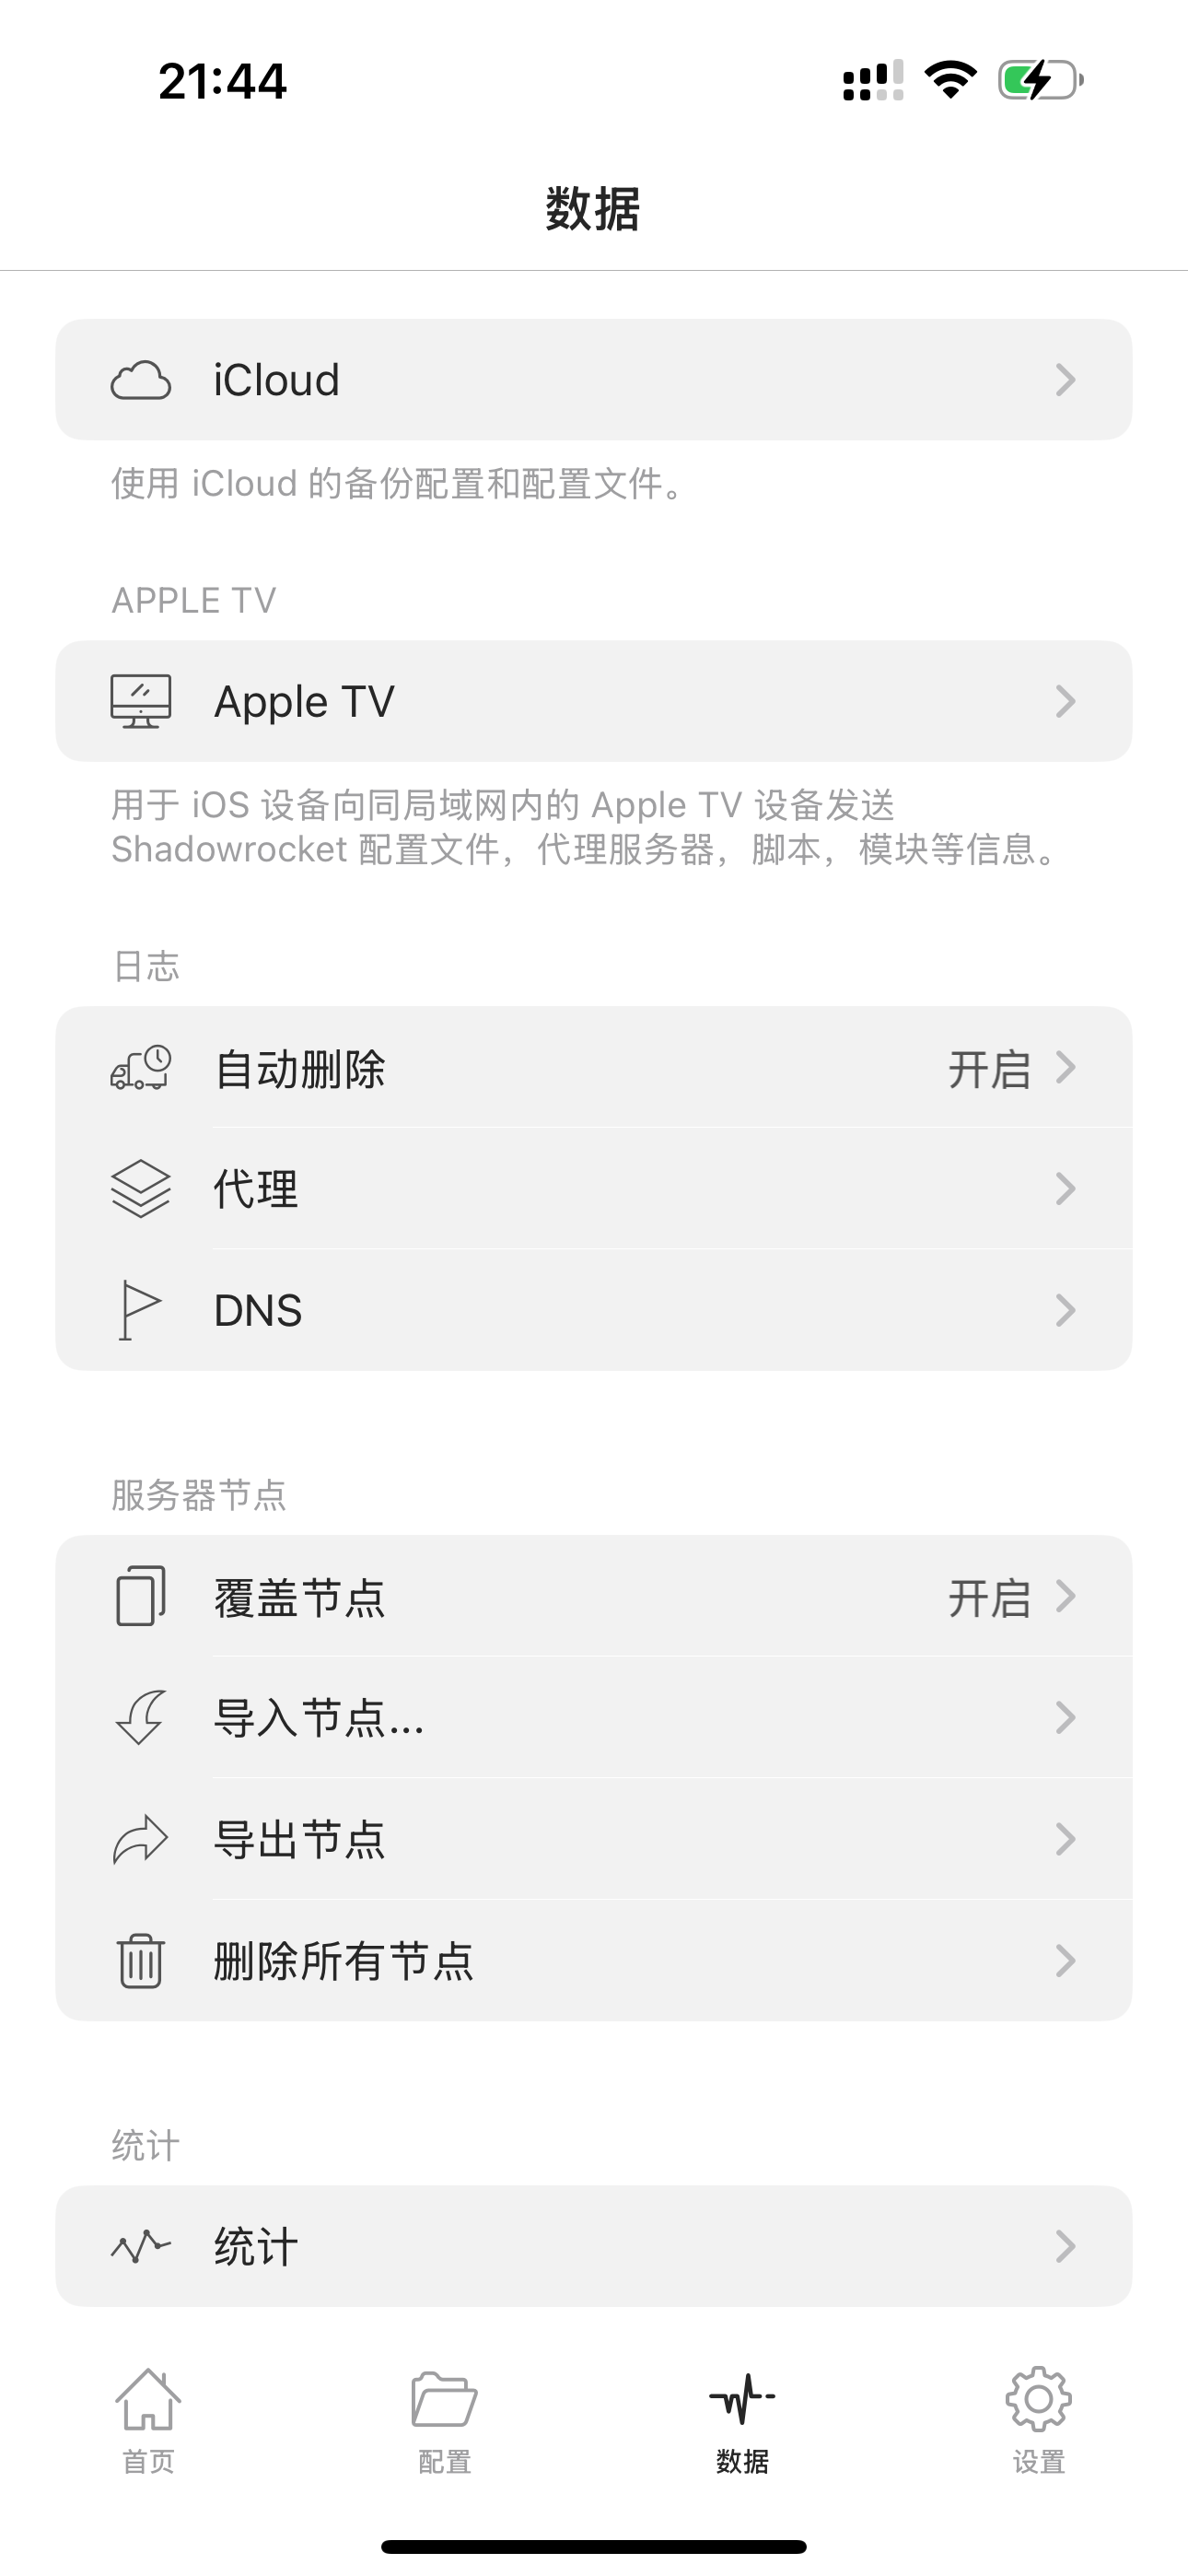 21:44
数据
iCloud
使用 iCloud 的备份配置和配置文件。
APPLE TV
Apple TV
用于 iOS 设备向同局域网内的 Apple TV 设备发送
Shadowrocket 配置文件，代理服务器，脚本，模块等信息。
日志
自动删除 开启
代理
DNS
服务器节点
覆盖节点 开启
导入节点...
导出节点
删除所有节点
统计
统计
首页 配置 数据 设置